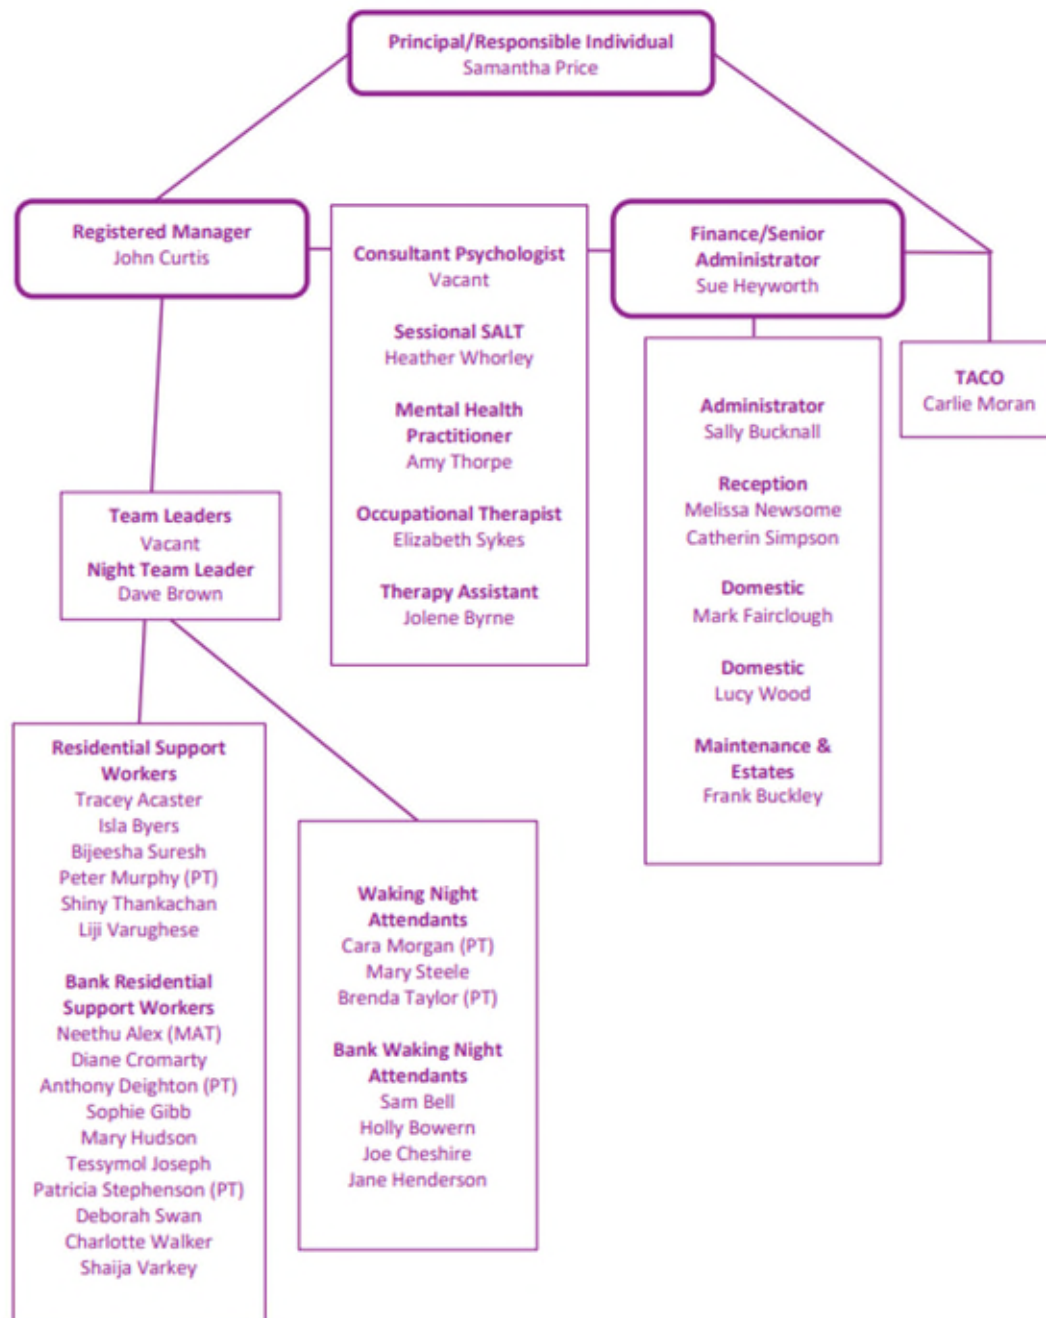 Principal/Responsible Individual
Samantha Price
Registered Manager
John Curtis
Consultant Psychologist
Vacant
Sessional SALT
Heather Whorley
Mental Health
Practitioner
Amy Thorpe
Occupational Therapist
Elizabeth Sykes
Therapy Assistant
Jolene Byrne
Finance/Senior
Administrator
Sue Heyworth
TACO
Carlie Moran
Administrator
Sally Bucknall
Reception
Melissa Newsome
Catherin Simpson
Domestic
Mark Fairclough
Domestic
Lucy Wood
Maintenance &
Estates
Frank Buckley
Team Leaders
Vacant
Night Team Leader
Dave Brown
Residential Support
Workers
Tracey Acaster
Isla Byers
Bijeesha Suresh
Peter Murphy (PT)
Shiny Thankachan
Liji Varughese
Bank Residential
Support Workers
Neethu Alex (MAT)
Diane Cromarty
Anthony Deighton (PT)
Sophie Gibb
Mary Hudson
Tessymol Joseph
Patricia Stephenson (PT)
Deborah Swan
Charlotte Walker
Shaija Varkey
Waking Night
Attendants
Cara Morgan (PT)
Mary Steele
Brenda Taylor (PT)
Bank Waking Night
Attendants
Sam Bell
Holly Bowern
Joe Cheshire
Jane Henderson